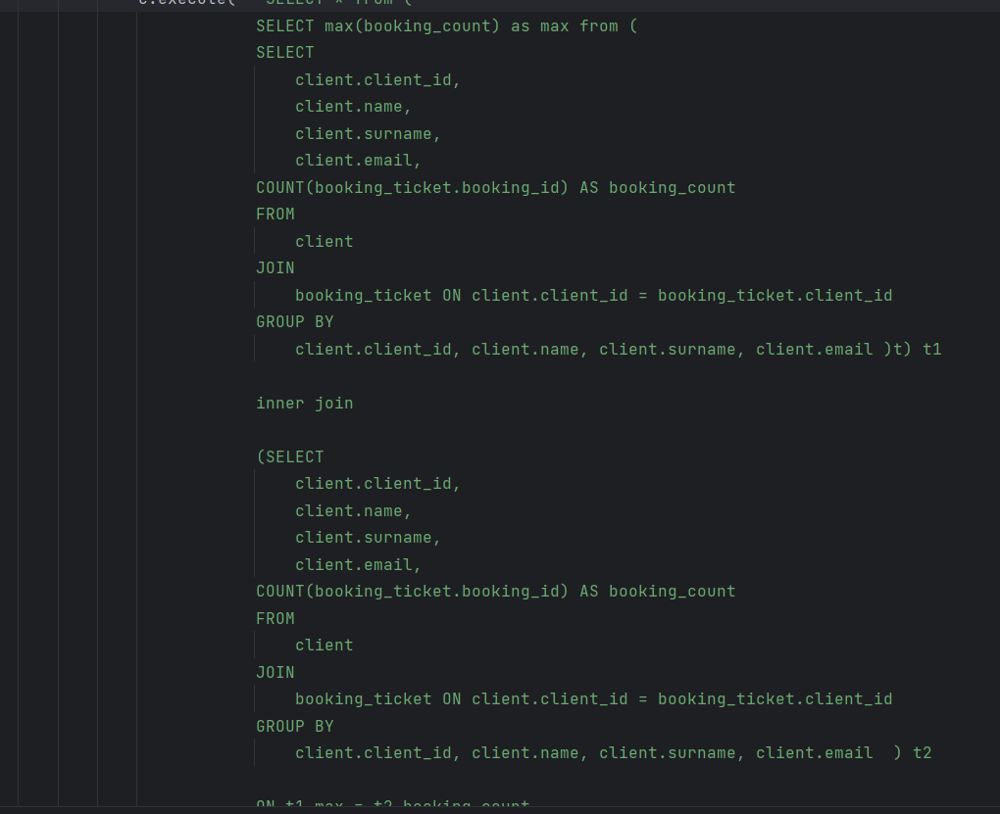 c.execute(''' SELECT * from (
SELECT max(booking_count) as max from (
SELECT
client.client_id,
client.name,
client.surname,
client.email,
COUNT(booking_ticket.booking_id) AS booking_count
FROM
client
JOIN
booking_ticket ON client.client_id = booking_ticket.client_id
GROUP BY
client.client_id, client.name, client.surname, client.email )t) t1
inner join
(SELECT
client.client_id,
client.name,
client.surname,
client.email,
COUNT(booking_ticket.booking_id) AS booking_count
FROM
client
JOIN
booking_ticket ON client.client_id = booking_ticket.client_id
GROUP BY
client.client_id, client.name, client.surname, client.email  ) t2
ON t1.max = t2.booking_count